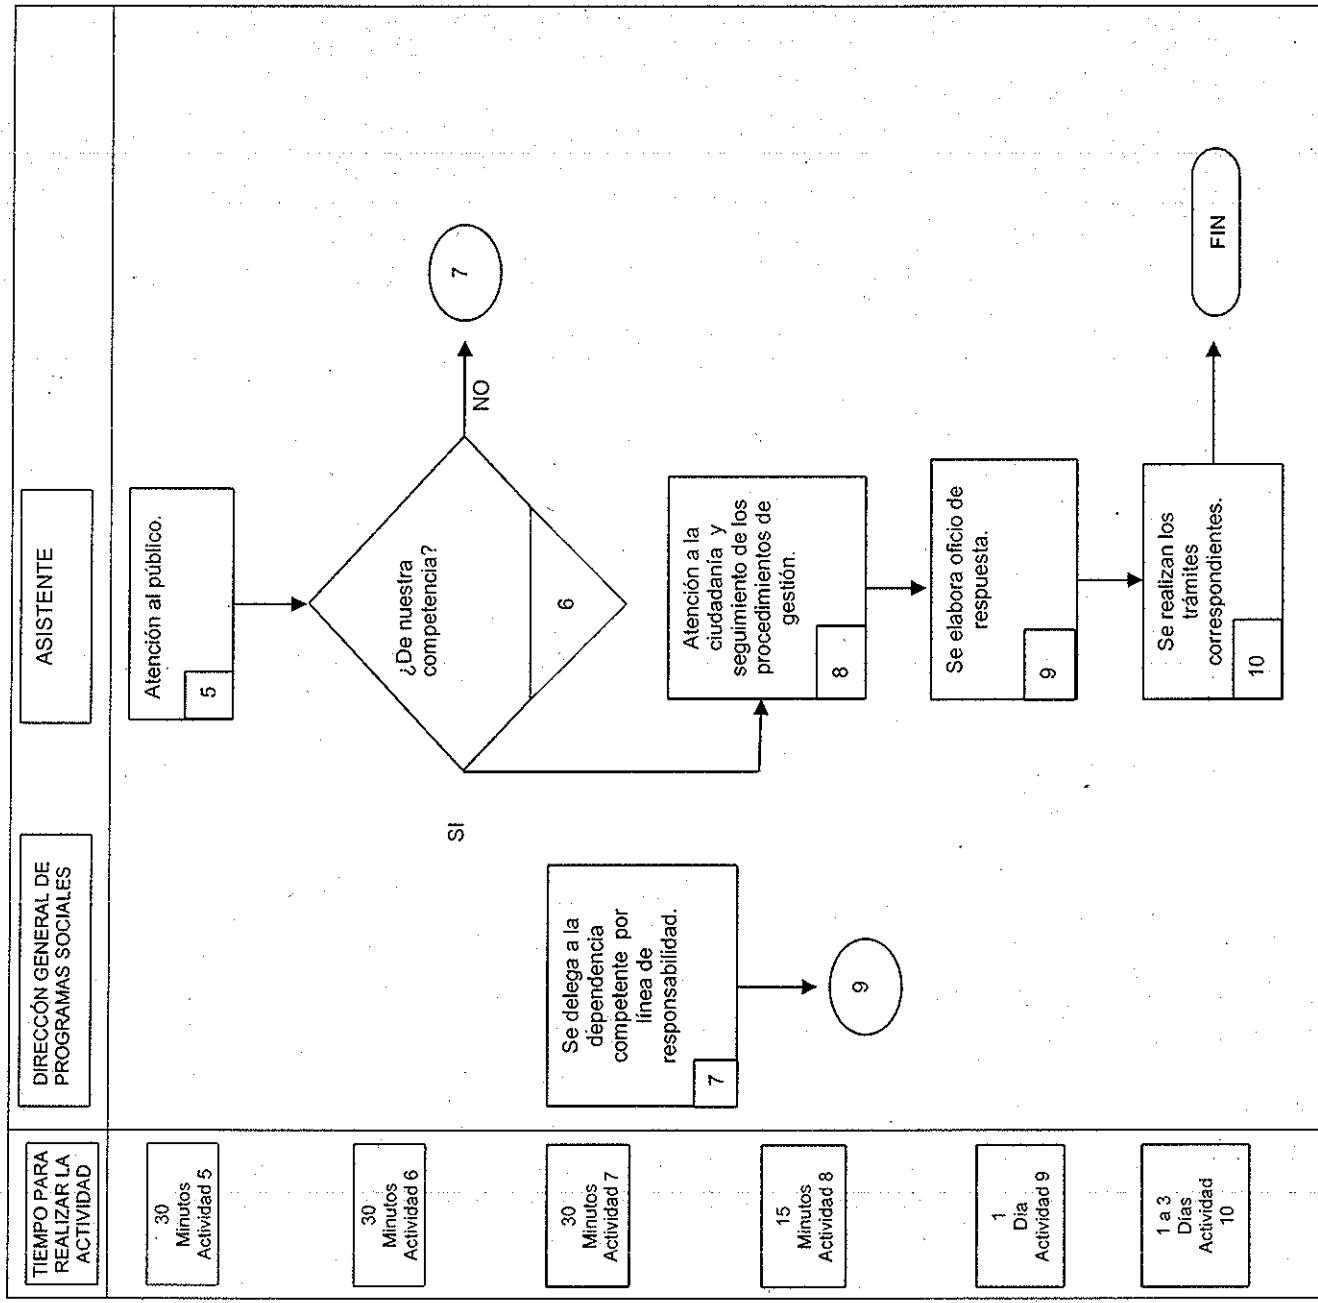 TIEMPO PARA
REALIZAR LA
ACTIVIDAD
DIRECCÓN GENERAL DE
PROGRAMAS SOCIALES
ASISTENTE
30
Minutos
Actividad 5
Atención al público.
5
30
Minutos
Actividad 6
¿De nuestra
competencia?
6
SI
NO
7
30
Minutos
Actividad 7
Se delega a la
dependencia
competente por
línea de
responsabilidad.
7
9
15
Minutos
Actividad 8
Atención a la
ciudadanía y
seguimiento de los
procedimientos de
gestión.
8
1
Día
Actividad 9
Se elabora oficio de
respuesta.
9
1 a 3
Días
Actividad
10
Se realizan los
trámites
correspondientes.
10
FIN